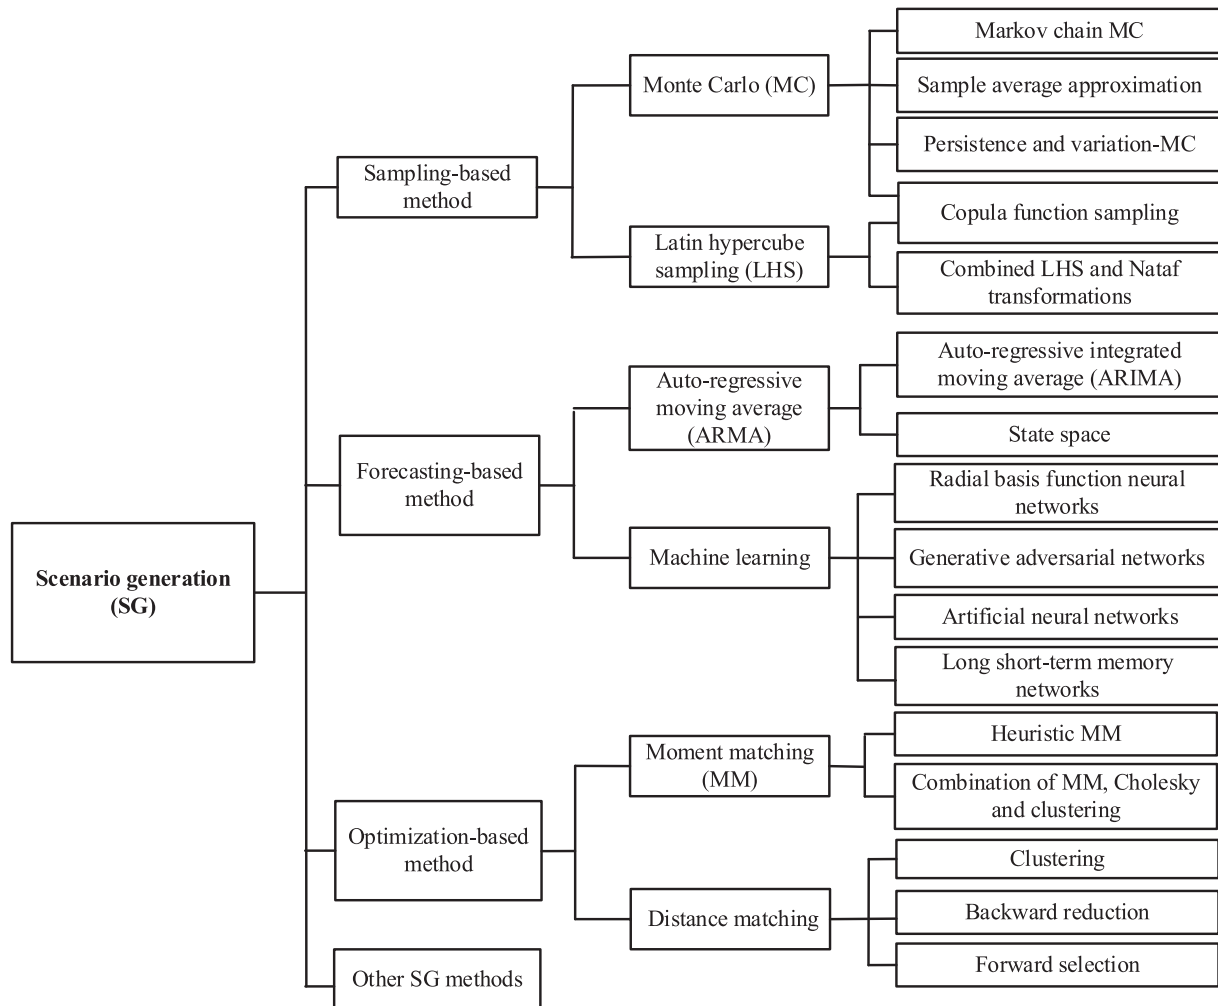 Scenario generation
(SG)
Sampling-based
method
Forecasting-based
method
Optimization-based
method
Other SG methods
Monte Carlo (MC)
Latin hypercube
sampling (LHS)
Auto-regressive
moving average
(ARMA)
Machine learning
Moment matching
(MM)
Distance matching
Markov chain MC
Sample average approximation
Persistence and variation-MC
Copula function sampling
Combined LHS and Nataf
transformations
Auto-regressive integrated
moving average (ARIMA)
State space
Radial basis function neural
networks
Generative adversarial networks
Artificial neural networks
Long short-term memory
networks
Heuristic MM
Combination of MM, Cholesky
and clustering
Clustering
Backward reduction
Forward selection